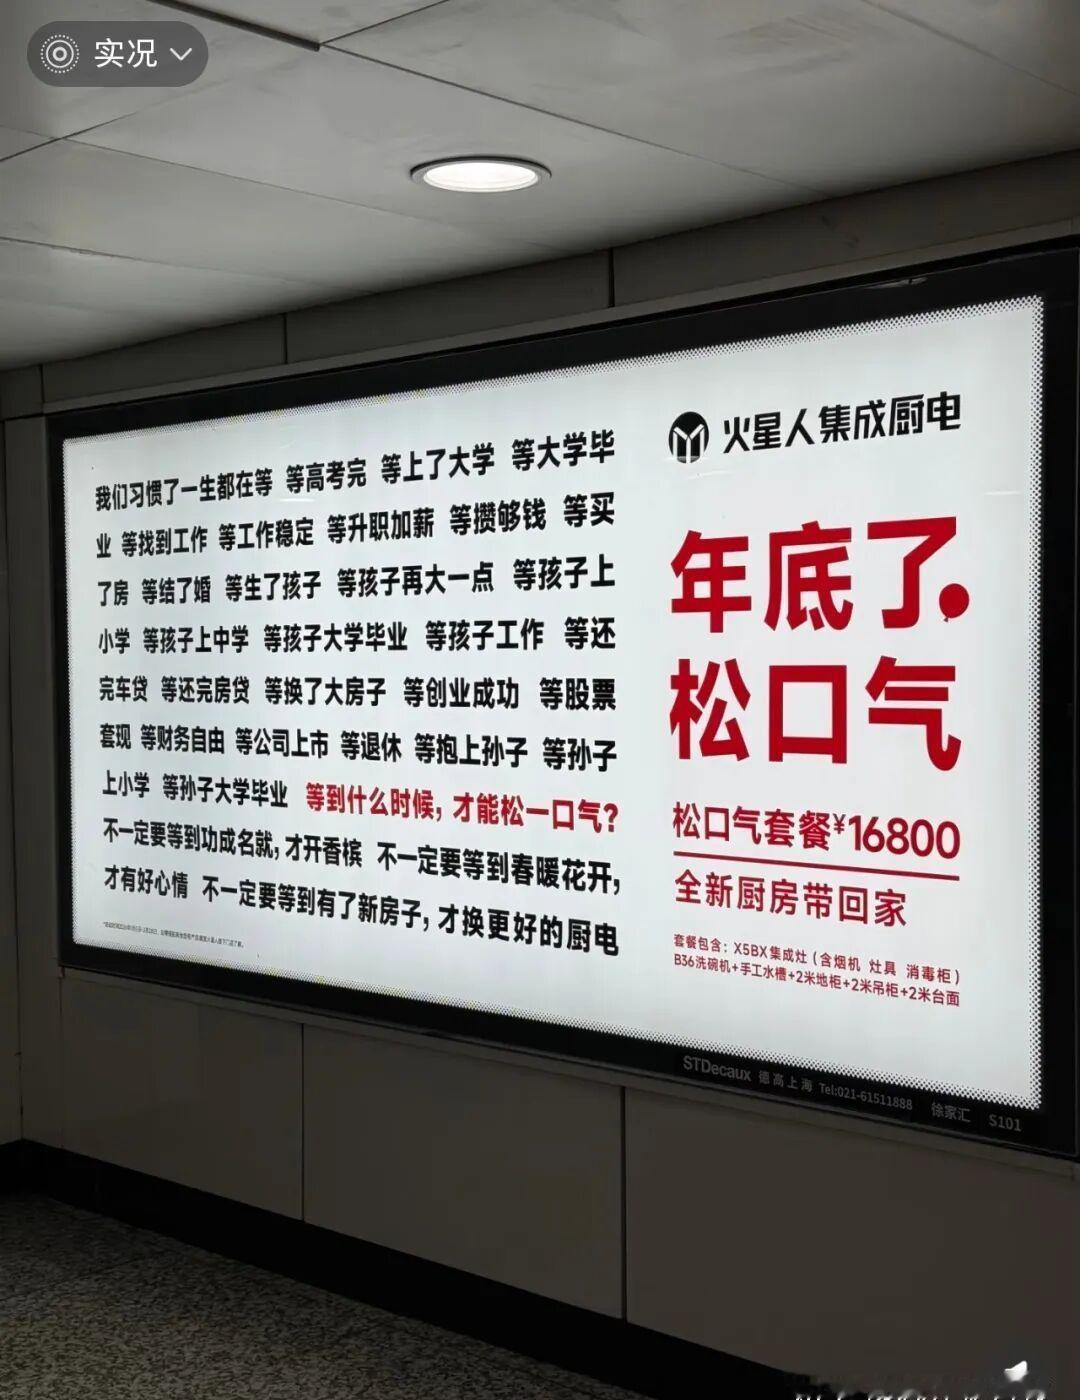 实况
我们习惯了一生都在等 等高考完 等上了大学 等大学毕
业 等找到工作 等工作稳定 等升职加薪 等攒够钱 等买
了房 等结了婚 等生了孩子 等孩子再大一点 等孩子上
小学 等孩子上中学 等孩子大学毕业 等孩子工作 等还
完车贷 等还完房贷 等换了大房子 等创业成功 等股票
套现 等财务自由 等公司上市 等退休 等抱上孙子 等孙子
上小学 等孙子大学毕业 等到什么时候，才能松一口气？
不一定要等到功成名就，才开香槟 不一定要等到春暖花开，
才有好心情 不一定要等到有了新房子，才换更好的厨电
火星人集成厨电
年底了
松口气
松口气套餐¥16800
全新厨房带回家
套餐包含：X5BX集成灶（含烟机 灶具 消毒柜）
B36洗碗机+手工水槽+2米地柜+2米吊柜+2米台面
STDecaux 德高上海 Tel:021-61511888 徐家汇 S101